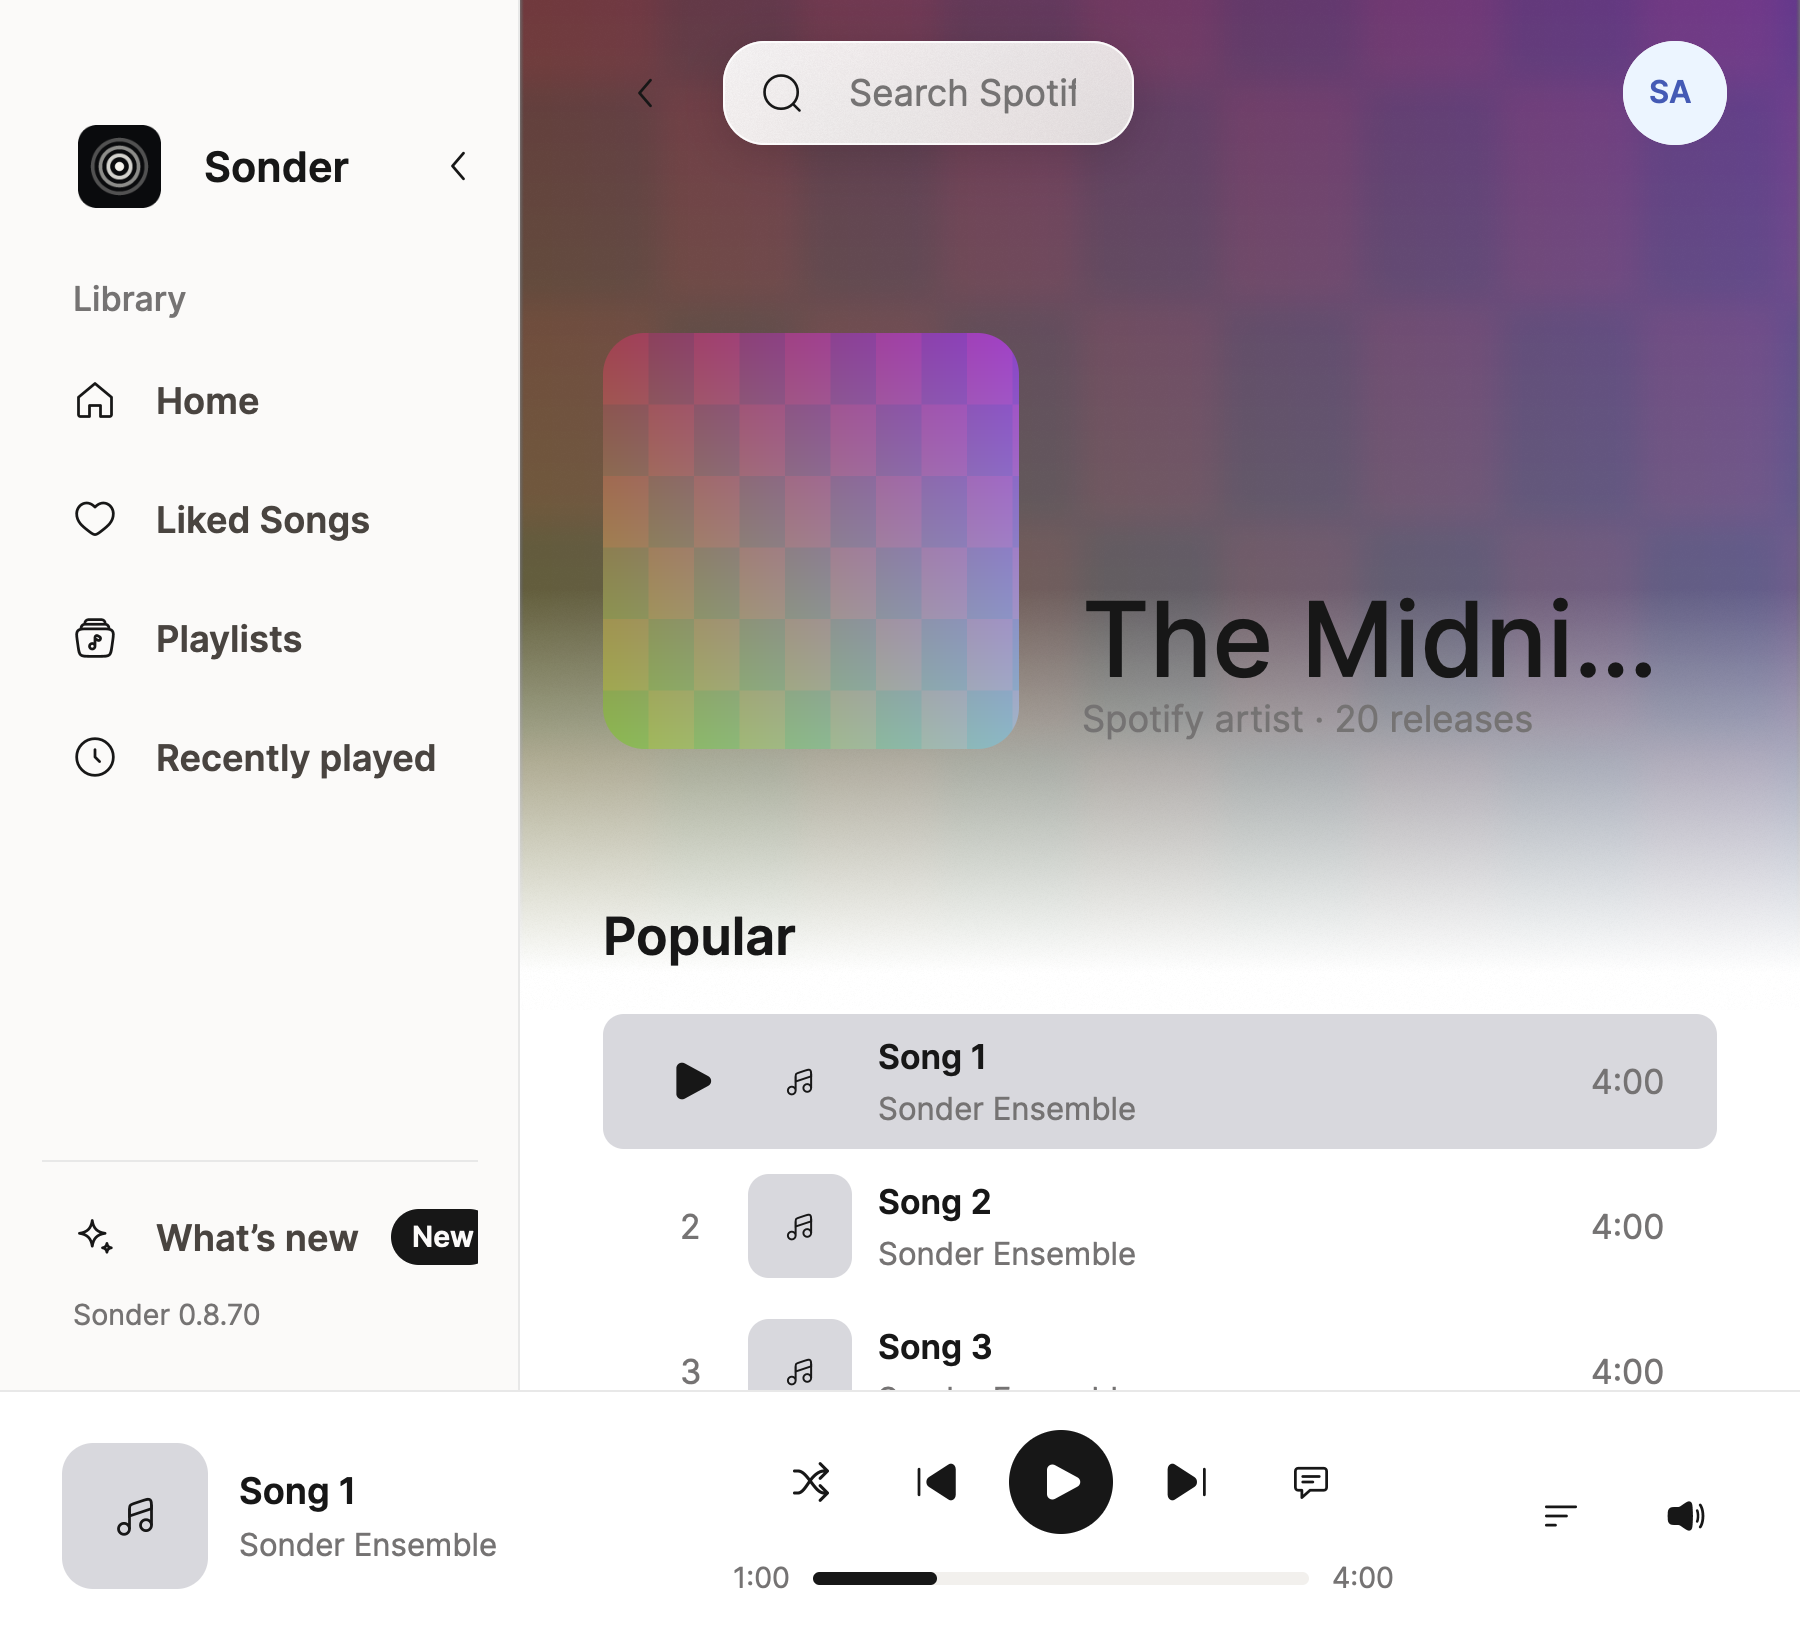 Sonder
Library
Home
Liked Songs
Playlists
Recently played
What’s new New
Sonder 0.8.70
Search Spotif
SA
The Midni...
Spotify artist · 20 releases
Popular
Song 1
Sonder Ensemble
4:00
2
Song 2
Sonder Ensemble
4:00
3
Song 3
4:00
Song 1
Sonder Ensemble
1:00
4:00